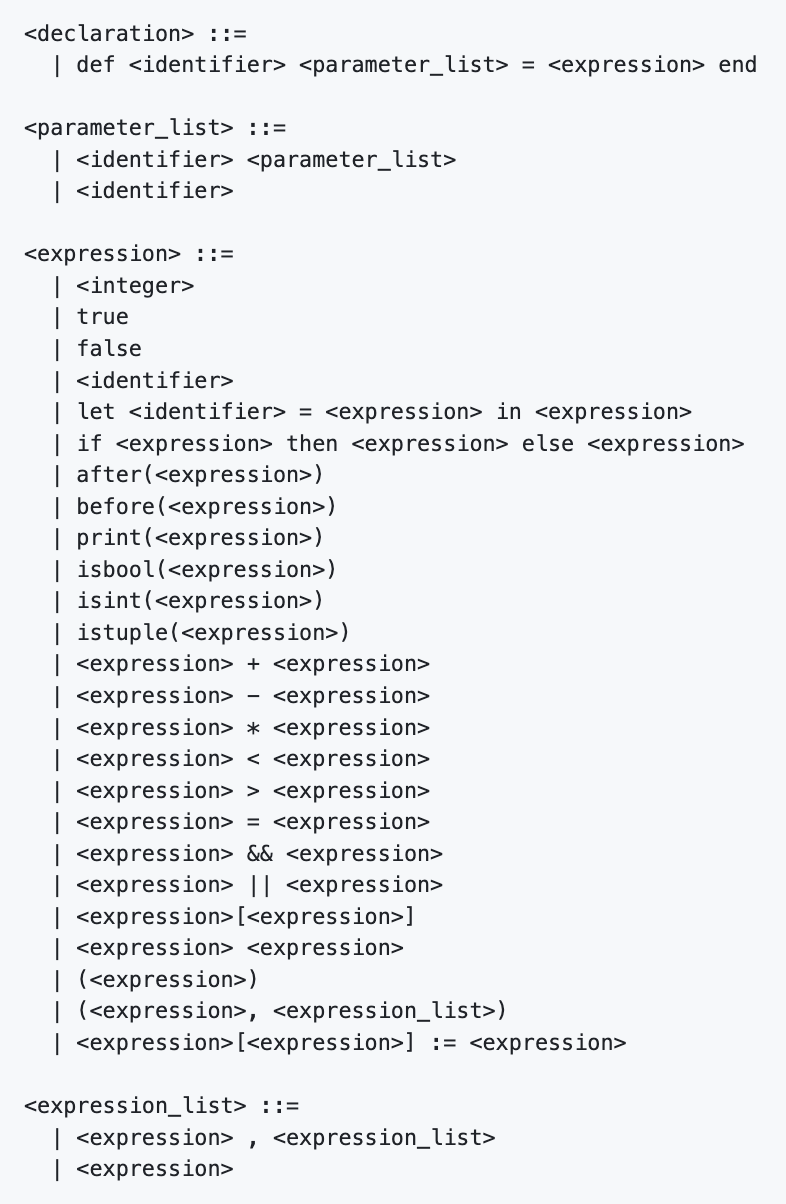 <declaration> ::=
  | def <identifier> <parameter_list> = <expression> end

<parameter_list> ::=
  | <identifier> <parameter_list>
  | <identifier>

<expression> ::=
  | <integer>
  | true
  | false
  | <identifier>
  | let <identifier> = <expression> in <expression>
  | if <expression> then <expression> else <expression>
  | after(<expression>)
  | before(<expression>)
  | print(<expression>)
  | isbool(<expression>)
  | isint(<expression>)
  | istuple(<expression>)
  | <expression> + <expression>
  | <expression> - <expression>
  | <expression> * <expression>
  | <expression> < <expression>
  | <expression> > <expression>
  | <expression> = <expression>
  | <expression> && <expression>
  | <expression> || <expression>
  | <expression>[<expression>]
  | <expression> <expression>
  | (<expression>)
  | (<expression>, <expression_list>)
  | <expression>[<expression>] := <expression>

<expression_list> ::=
  | <expression> , <expression_list>
  | <expression>